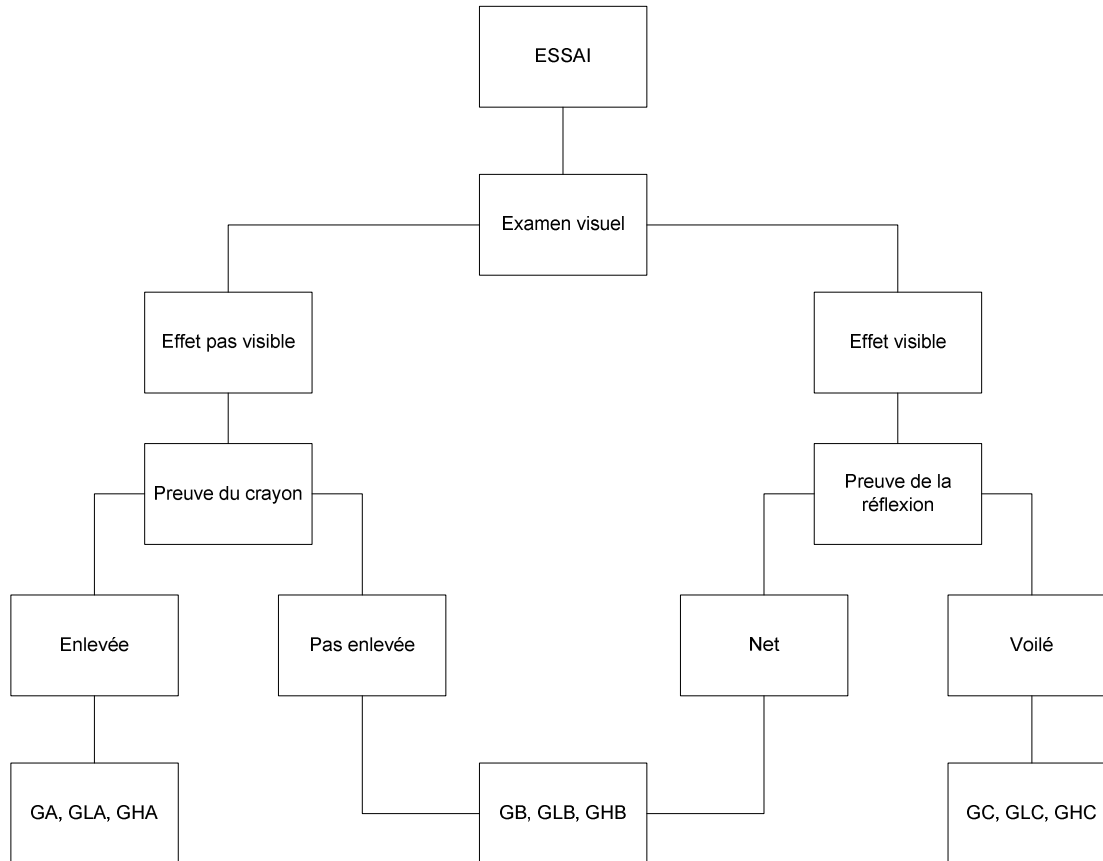 ESSAI
Examen visuel
Effet pas visible
Effet visible
Preuve du crayon
Preuve de la
réflexion
Enlevée
Pas enlevée
Net
Voilé
GA, GLA, GHA
GB, GLB, GHB
GC, GLC, GHC